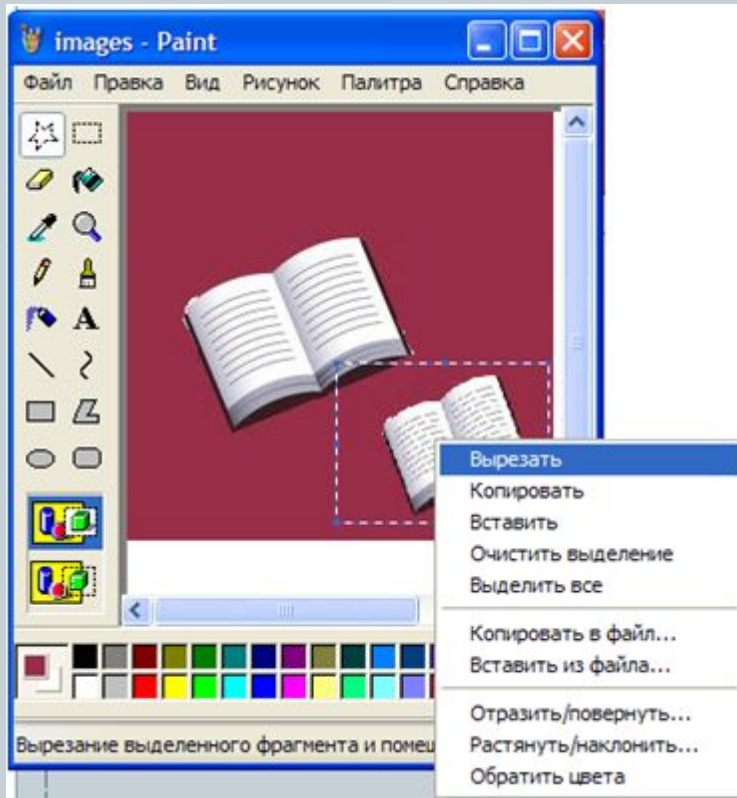 images - Paint
Файл Правка Вид Рисунок Палитра Справка
A
Вырезать
Копировать
Вставить
Очистить выделение
Выделить все
Копировать в файл...
Вставить из файла...
Отразить/повернуть...
Растянуть/наклонить...
Обратить цвета
Вырезание выделенного фрагмента и